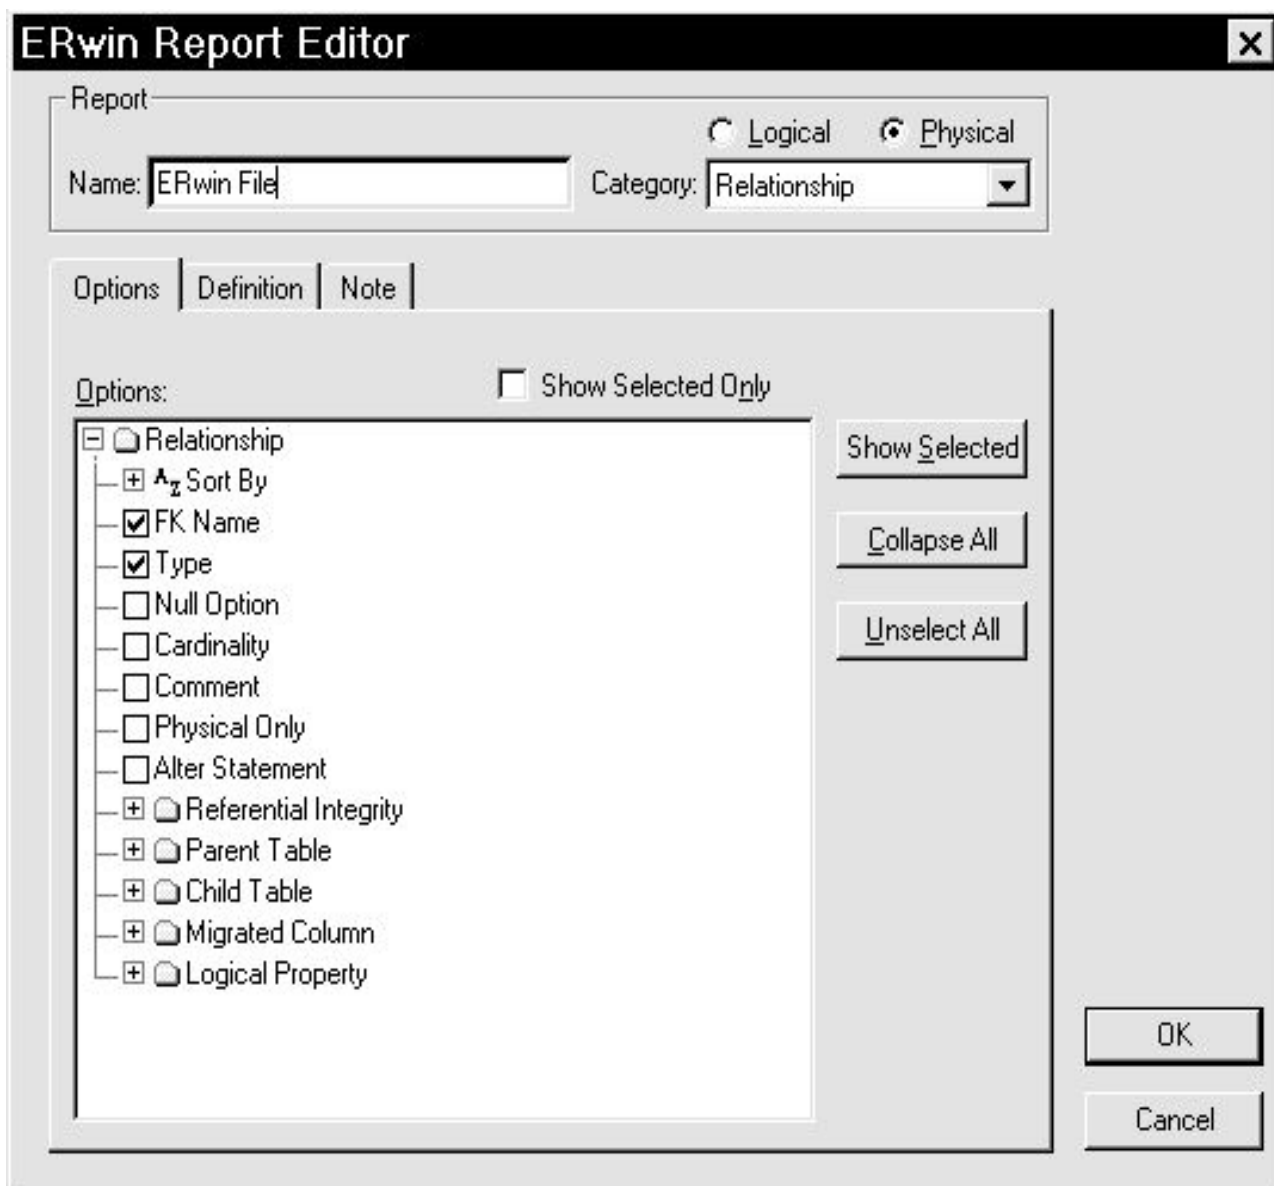 ERwin Report Editor
Report
Logical Physical
Name: ERwin File Category: Relationship
Options Definition Note
Options: Show Selected Only
Relationship
Show Selected
Sort By
FK Name
Collapse All
Type
Null Option
Unselect All
Cardinality
Comment
Physical Only
Alter Statement
Referential Integrity
Parent Table
Child Table
Migrated Column
Logical Property
OK
Cancel